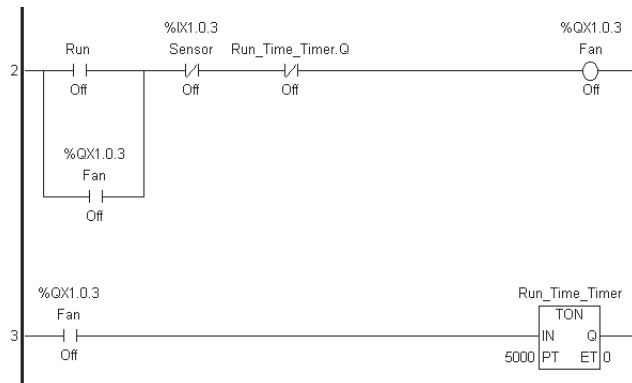 %IX1.0.3 %QX1.0.3
Run Sensor Run_Time_Timer.Q Fan
2
Off Off Off Off
%QX1.0.3
Fan
Off
%QX1.0.3 Run_Time_Timer
Fan TON
3 IN Q
Off 5000 PT ET 0